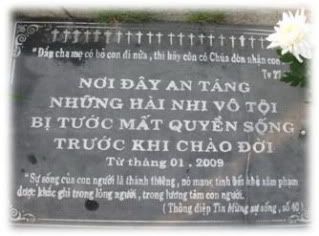 "Dầu cha mẹ có bỏ con đi nữa, thì hãy còn có Chúa đón nhận con"
Tv 27
NƠI ĐÂY AN TÁNG
NHỮNG HÀI NHI VÔ TỘI
BỊ TƯỚC MẤT QUYỀN SỐNG
TRƯỚC KHI CHÀO ĐỜI
Từ tháng 01 . 2009
"Sự sống của con người là thánh thiêng, nó mang tính bất khả xâm phạm
được khắc ghi trong lòng người, trong lương tâm con người.
( Thông điệp Tin Mừng sự sống, số 40 )